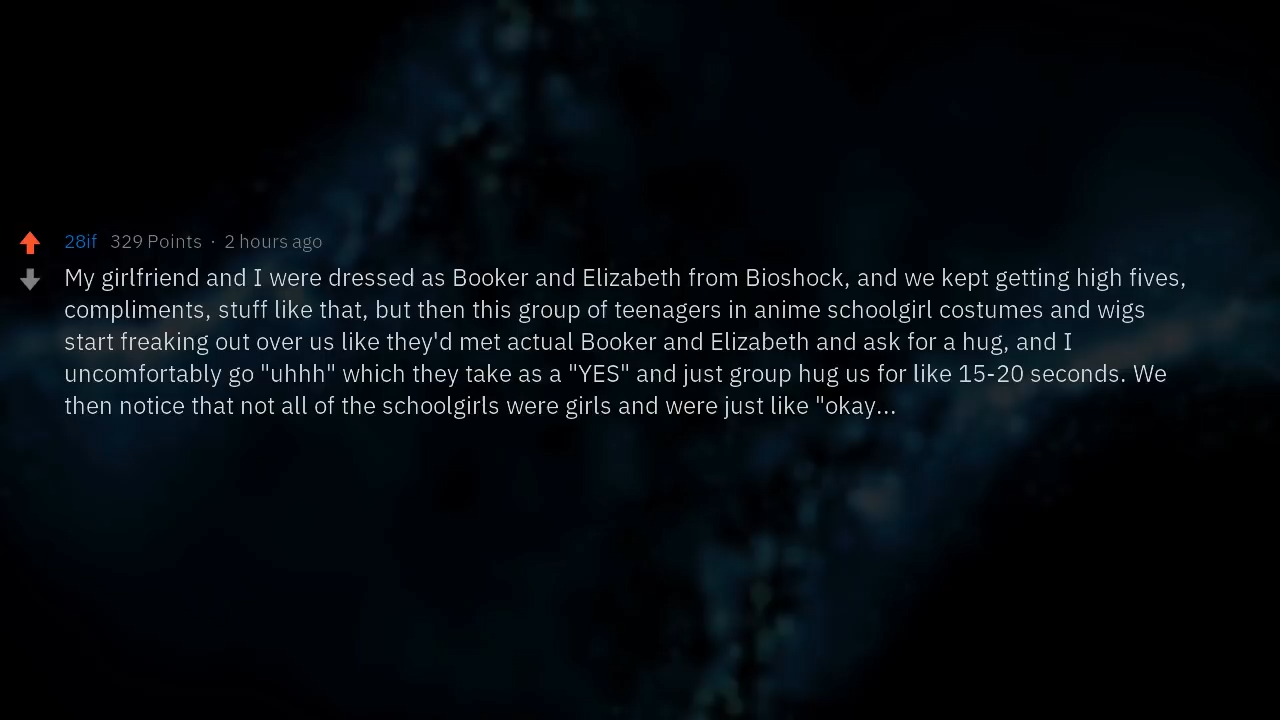 28if 329 Points · 2 hours ago
My girlfriend and I were dressed as Booker and Elizabeth from Bioshock, and we kept getting high fives,
compliments, stuff like that, but then this group of teenagers in anime schoolgirl costumes and wigs
start freaking out over us like they'd met actual Booker and Elizabeth and ask for a hug, and I
uncomfortably go "uhhh" which they take as a "YES" and just group hug us for like 15-20 seconds. We
then notice that not all of the schoolgirls were girls and were just like "okay...